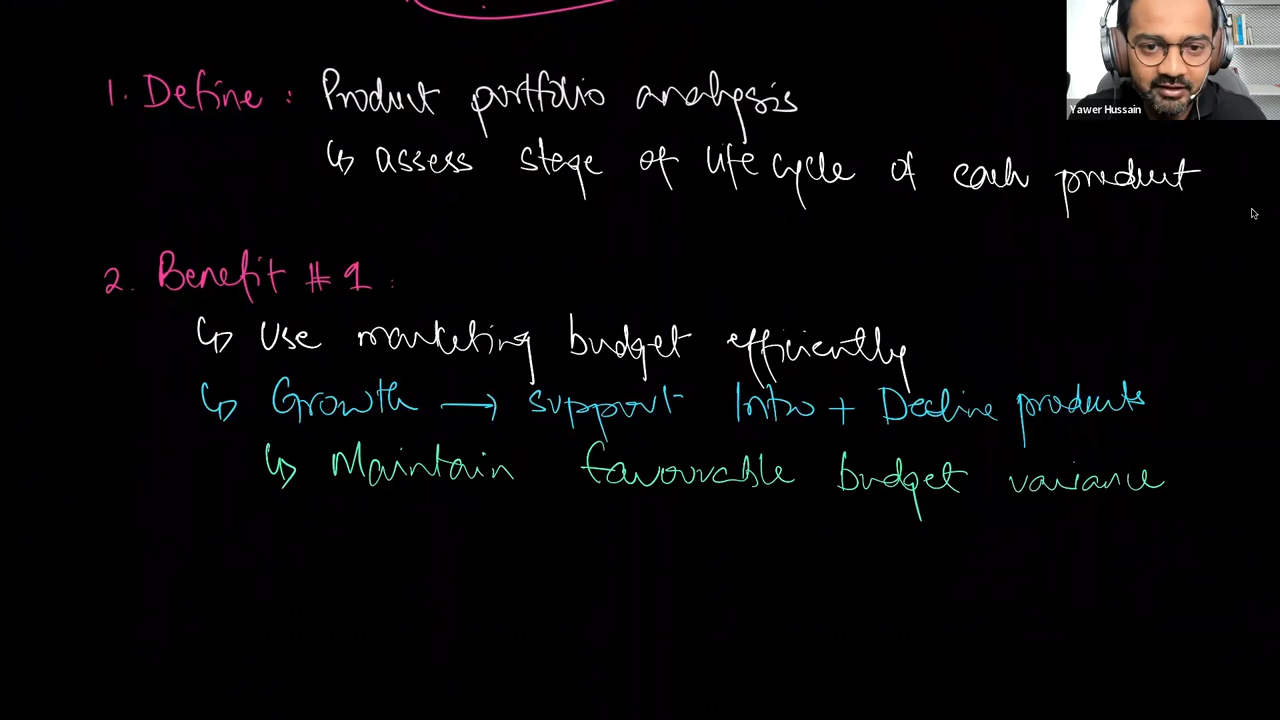 1. Define : Product portfolio analysis
↳ assess stage of life cycle of each product
Yawer Hussain
2. Benefit # 1 :
↳ Use marketing budget efficiently
↳ Growth → support Intro + Decline products
↳ Maintain favourable budget variance